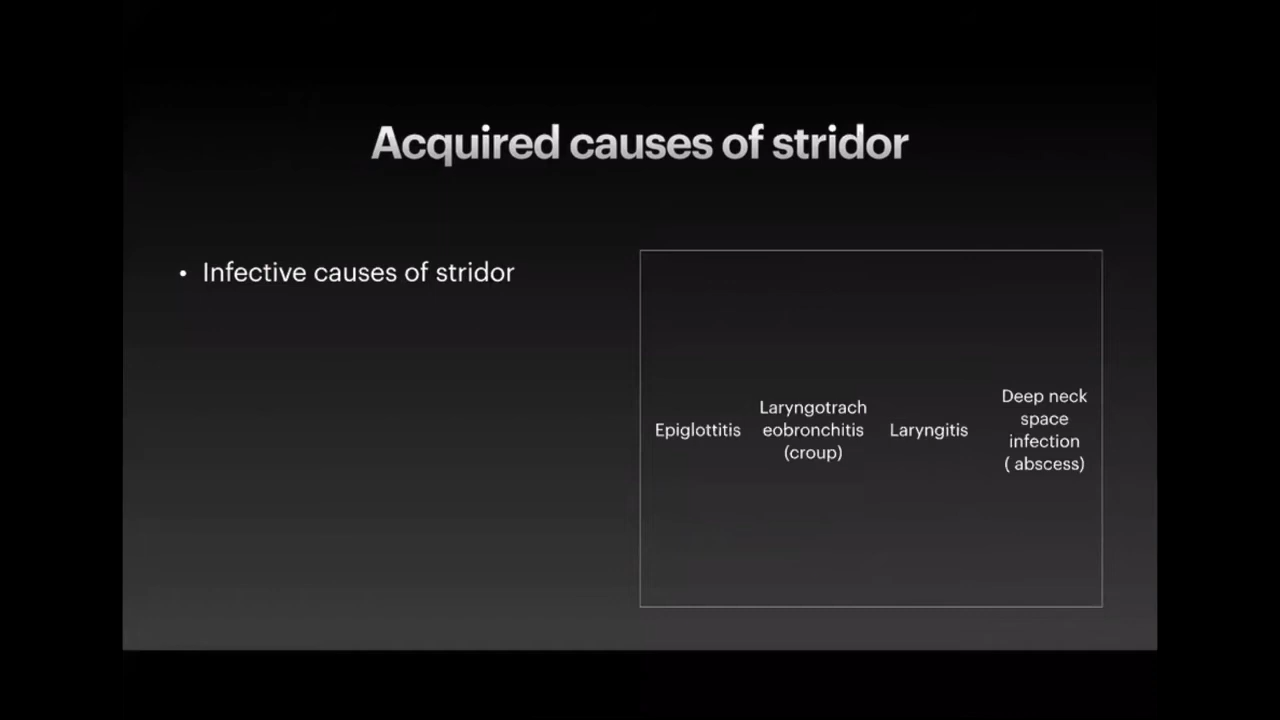 Acquired causes of stridor
• Infective causes of stridor
Epiglottitis
Laryngotrach
eobronchitis
(croup)
Laryngitis
Deep neck
space
infection
( abscess)